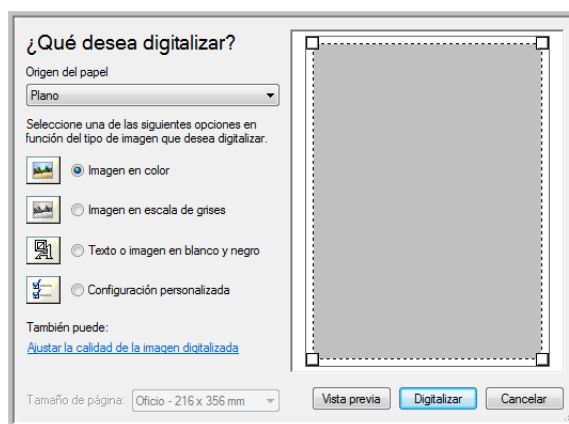 ¿Qué desea digitalizar?
Origen del papel
Plano
Seleccione una de las siguientes opciones en
función del tipo de imagen que desea digitalizar.
Imagen en color
Imagen en escala de grises
Texto o imagen en blanco y negro
Configuración personalizada
También puede:
Ajustar la calidad de la imagen digitalizada
Tamaño de página: Oficio - 216 x 356 mm
Vista previa Digitalizar Cancelar